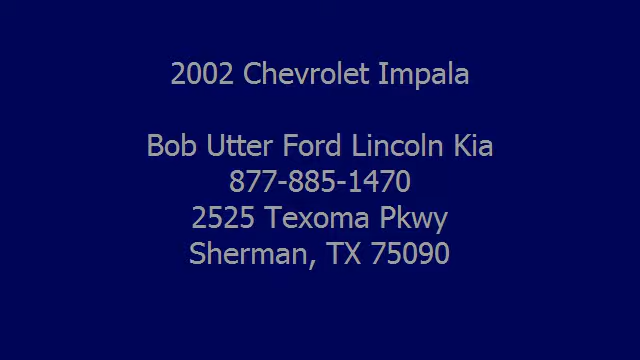 2002 Chevrolet Impala
Bob Utter Ford Lincoln Kia
877-885-1470
2525 Texoma Pkwy
Sherman, TX 75090